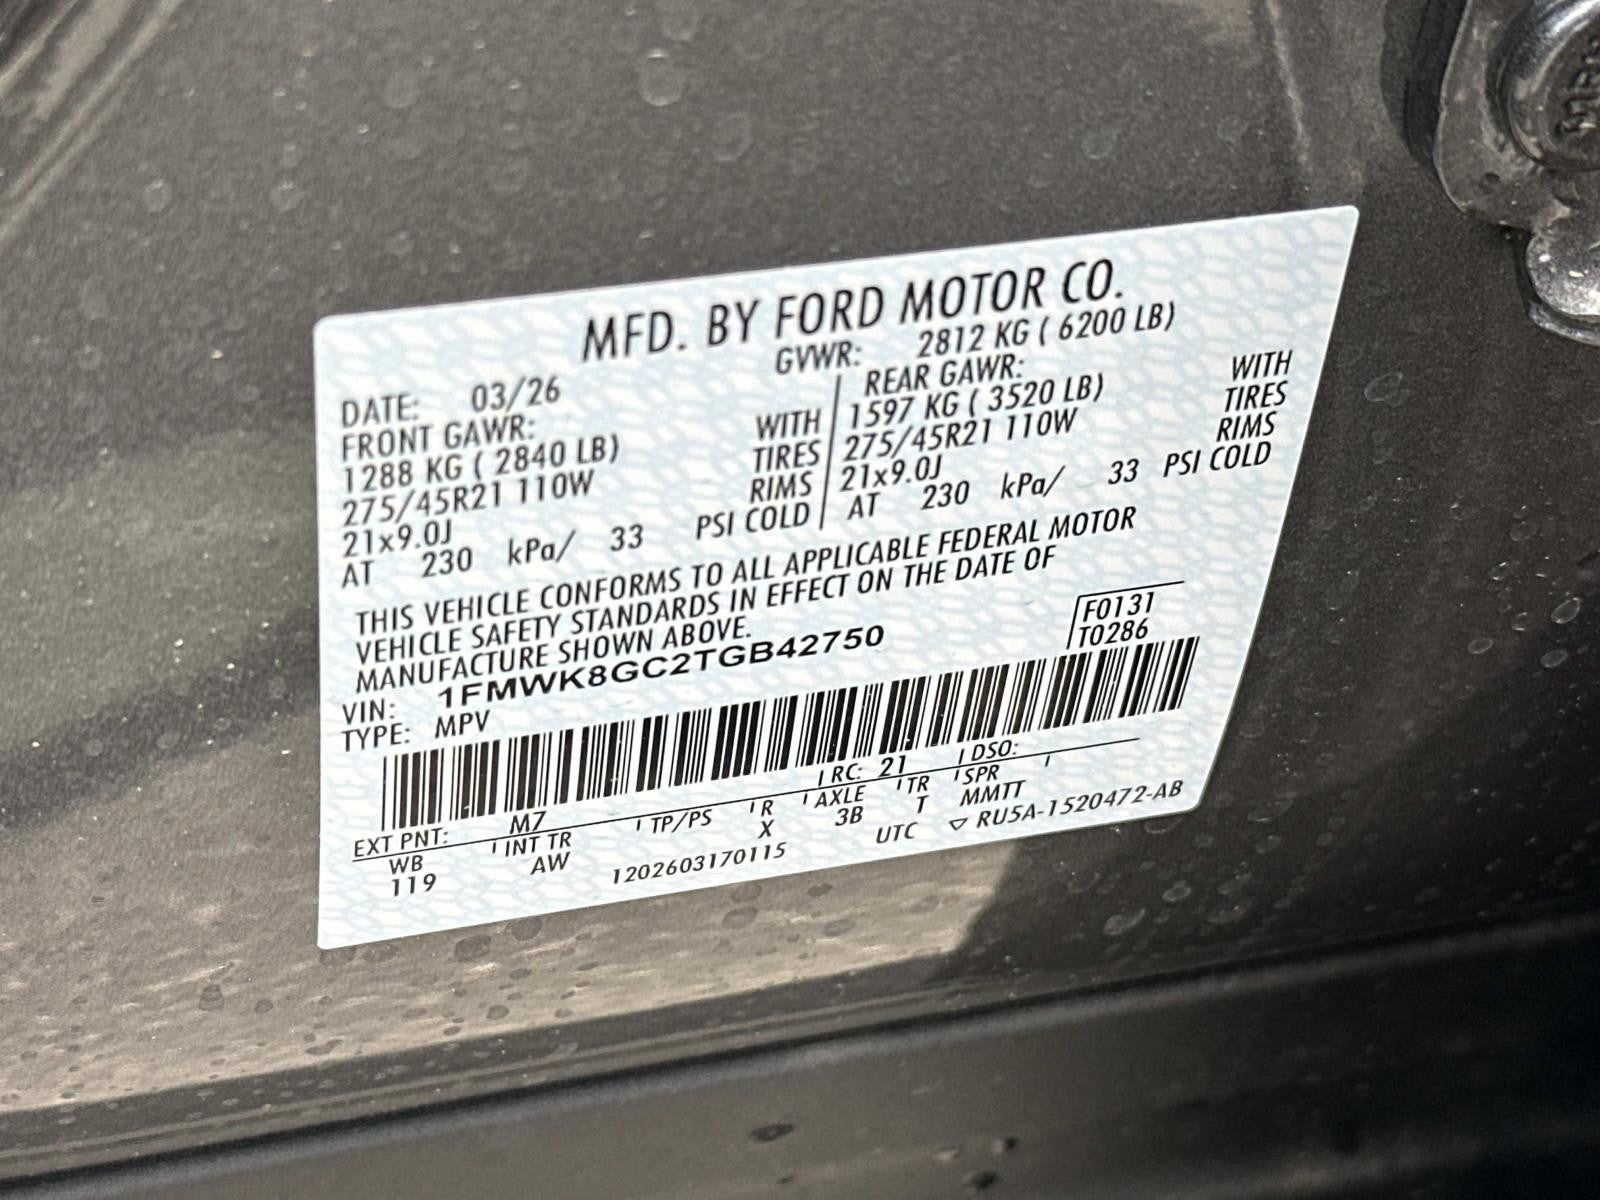 MFD. BY FORD MOTOR CO.
DATE: 03/26 GVWR: 2812 KG ( 6200 LB)
FRONT GAWR: REAR GAWR:
1288 KG ( 2840 LB) WITH 1597 KG ( 3520 LB) WITH
275/45R21 110W TIRES 275/45R21 110W TIRES
21x9.0J RIMS 21x9.0J RIMS
AT 230 kPa/ 33 PSI COLD AT 230 kPa/ 33 PSI COLD
THIS VEHICLE CONFORMS TO ALL APPLICABLE FEDERAL MOTOR
VEHICLE SAFETY STANDARDS IN EFFECT ON THE DATE OF
MANUFACTURE SHOWN ABOVE.
F0131
T0286
VIN: 1FMWK8GC2TGB42750
TYPE: MPV
EXT PNT: M7 RC: 21 DSO:
WB INT TR TP/PS R AXLE TR SPR
119 AW X 3B T MMTT
1202603170115 UTC ▽ RU5A-1520472-AB